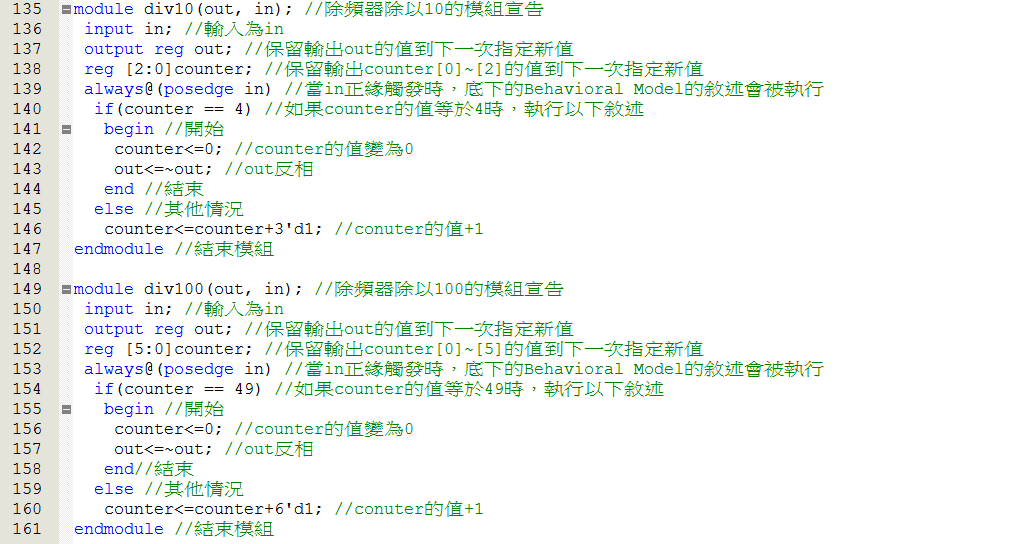 135 module div10(out, in); //除頻器除以10的模組宣告
136 input in; //輸入為in
137 output reg out; //保留輸出out的值到下一次指定新值
138 reg [2:0]counter; //保留輸出counter[0]~[2]的值到下一次指定新值
139 always@(posedge in) //當in正緣觸發時，底下的Behavioral Model的敘述會被執行
140 if(counter == 4) //如果counter的值等於4時，執行以下敘述
141 begin //開始
142 counter<=0; //counter的值變為0
143 out<=~out; //out反相
144 end //結束
145 else //其他情況
146 counter<=counter+3'd1; //conuter的值+1
147 endmodule //結束模組
148
149 module div100(out, in); //除頻器除以100的模組宣告
150 input in; //輸入為in
151 output reg out; //保留輸出out的值到下一次指定新值
152 reg [5:0]counter; //保留輸出counter[0]~[5]的值到下一次指定新值
153 always@(posedge in) //當in正緣觸發時，底下的Behavioral Model的敘述會被執行
154 if(counter == 49) //如果counter的值等於49時，執行以下敘述
155 begin //開始
156 counter<=0; //counter的值變為0
157 out<=~out; //out反相
158 end//結束
159 else //其他情況
160 counter<=counter+6'd1; //conuter的值+1
161 endmodule //結束模組